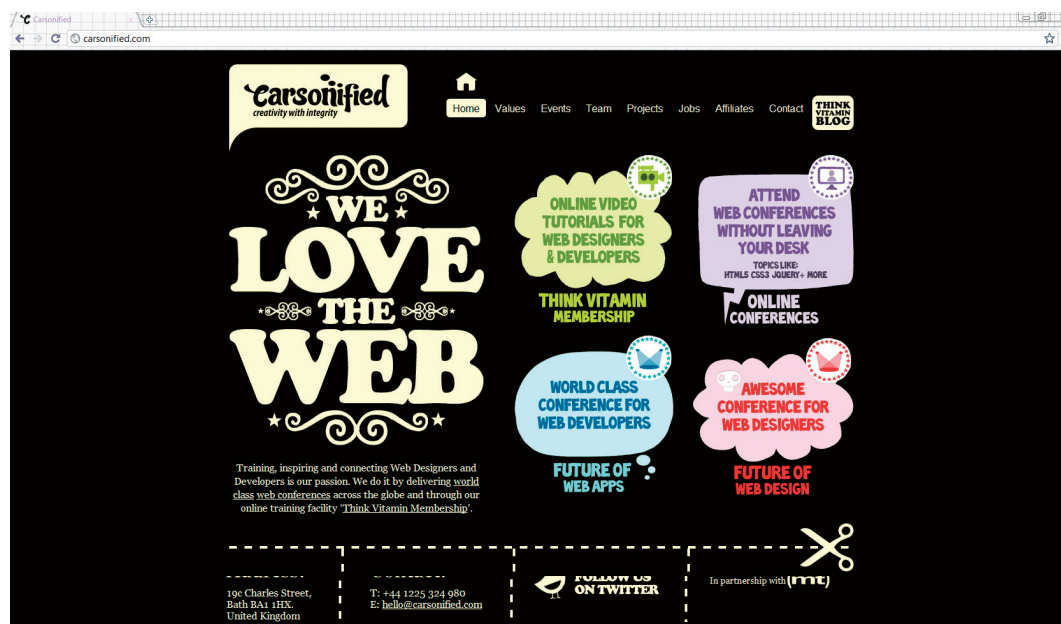 Carsonified
carsonified.com
Carsonified
creativity with integrity
Home Values Events Team Projects Jobs Affiliates Contact
THINK
VITAMIN
BLOG
WE
LOVE
THE
WEB
Training, inspiring and connecting Web Designers and
Developers is our passion. We do it by delivering world
class web conferences across the globe and through our
online training facility ‘Think Vitamin Membership’.
ONLINE VIDEO
TUTORIALS FOR
WEB DESIGNERS
& DEVELOPERS
THINK VITAMIN
MEMBERSHIP
ATTEND
WEB CONFERENCES
WITHOUT LEAVING
YOUR DESK
TOPICS LIKE:
HTML5 CSS3 JQUERY+ MORE
ONLINE
CONFERENCES
WORLD CLASS
CONFERENCE FOR
WEB DEVELOPERS
FUTURE OF
WEB APPS
AWESOME
CONFERENCE FOR
WEB DESIGNERS
FUTURE OF
WEB DESIGN
19c Charles Street,
Bath BA1 1HX.
United Kingdom
T: +44 1225 324 980
E: hello@carsonified.com
FOLLOW US
ON TWITTER
In partnership with (mt)